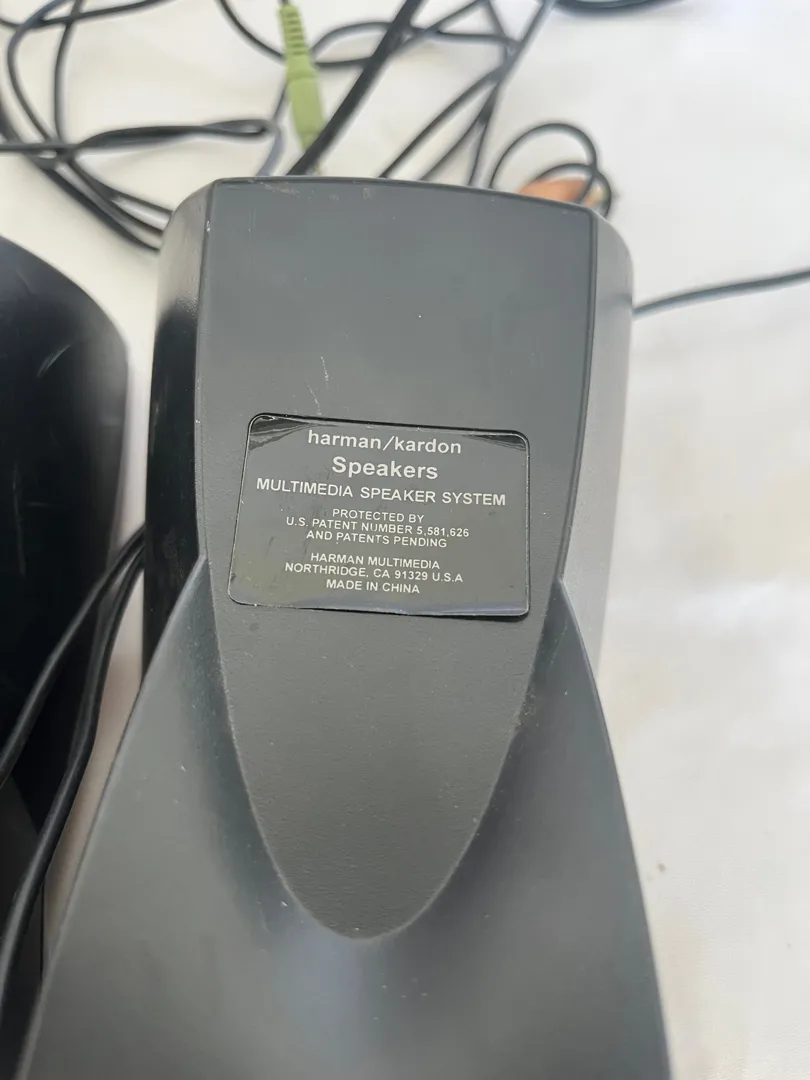 harman/kardon
Speakers
MULTIMEDIA SPEAKER SYSTEM
PROTECTED BY
U.S. PATENT NUMBER 5,581,626
AND PATENTS PENDING
HARMAN MULTIMEDIA
NORTHRIDGE, CA 91329 U.S.A
MADE IN CHINA